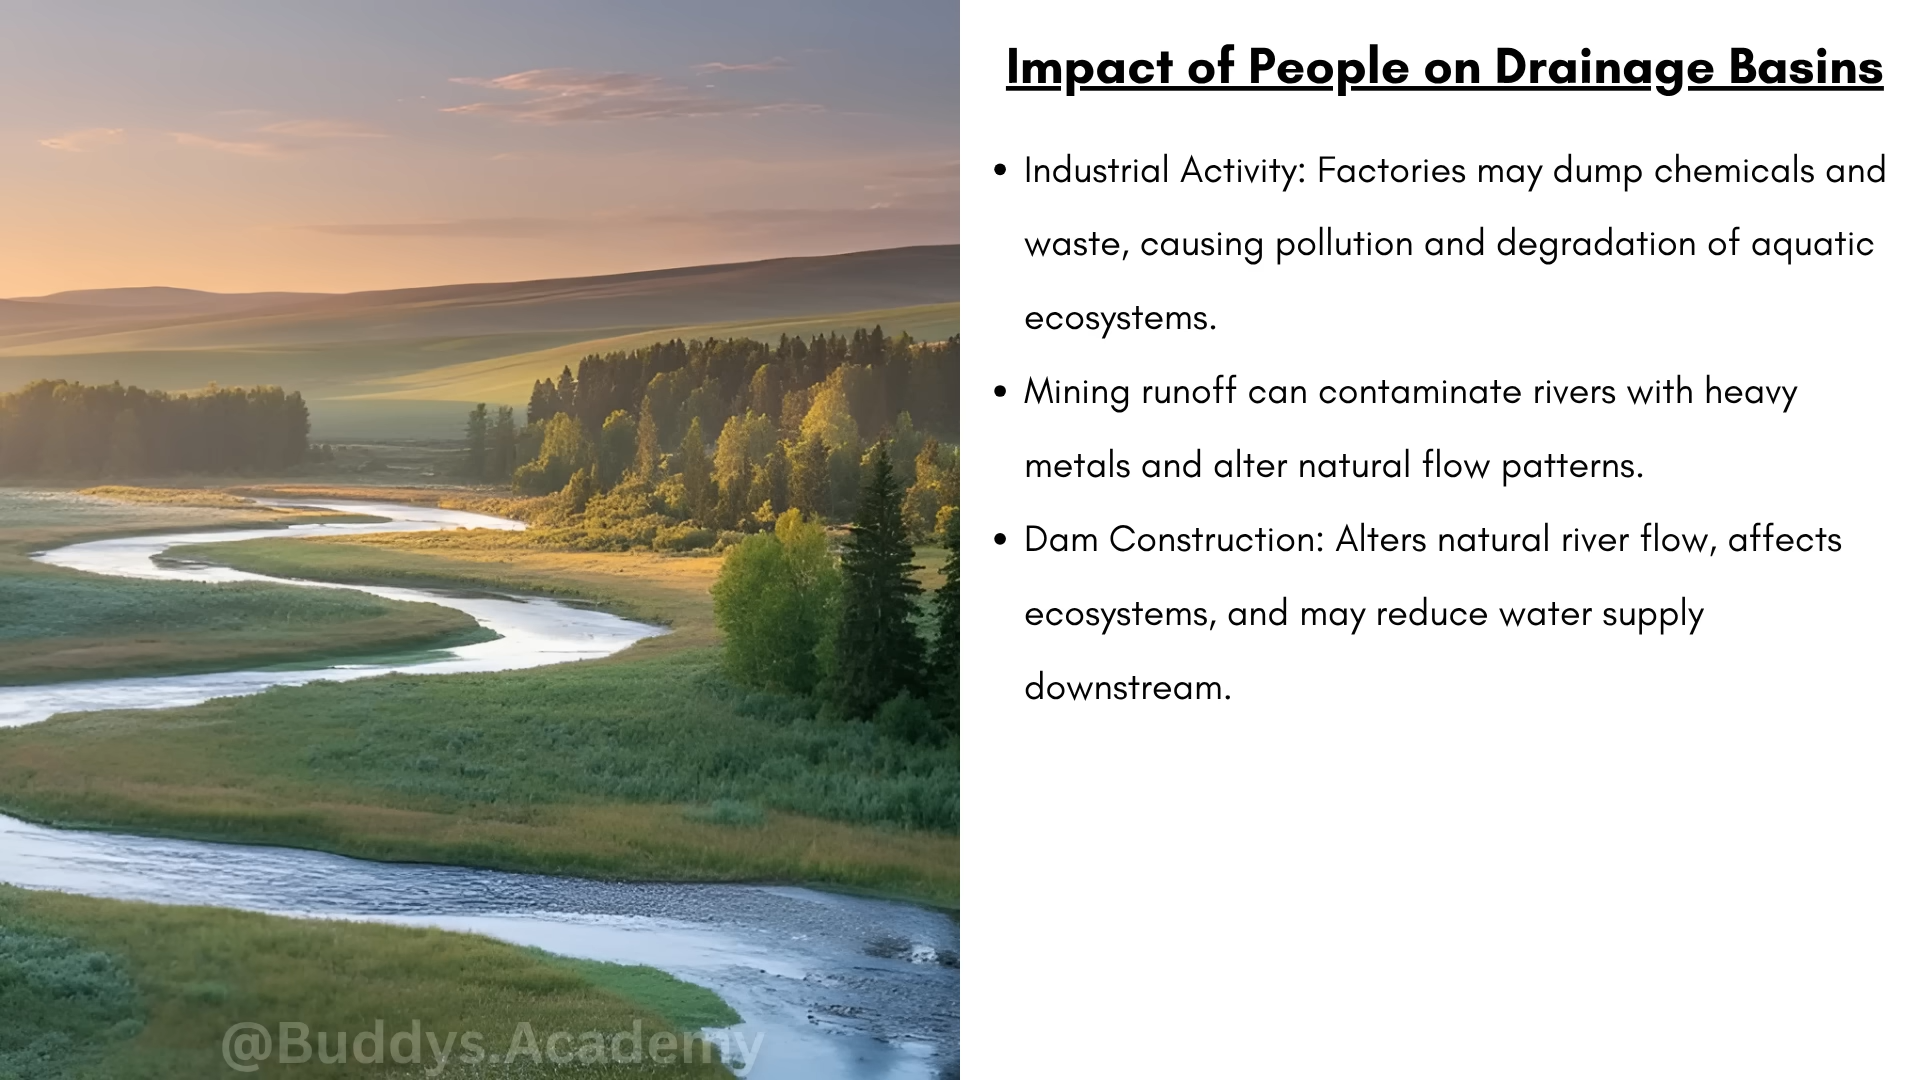 Impact of People on Drainage Basins
• Industrial Activity: Factories may dump chemicals and
waste, causing pollution and degradation of aquatic
ecosystems.
• Mining runoff can contaminate rivers with heavy
metals and alter natural flow patterns.
• Dam Construction: Alters natural river flow, affects
ecosystems, and may reduce water supply
downstream.
@Buddys.Academy